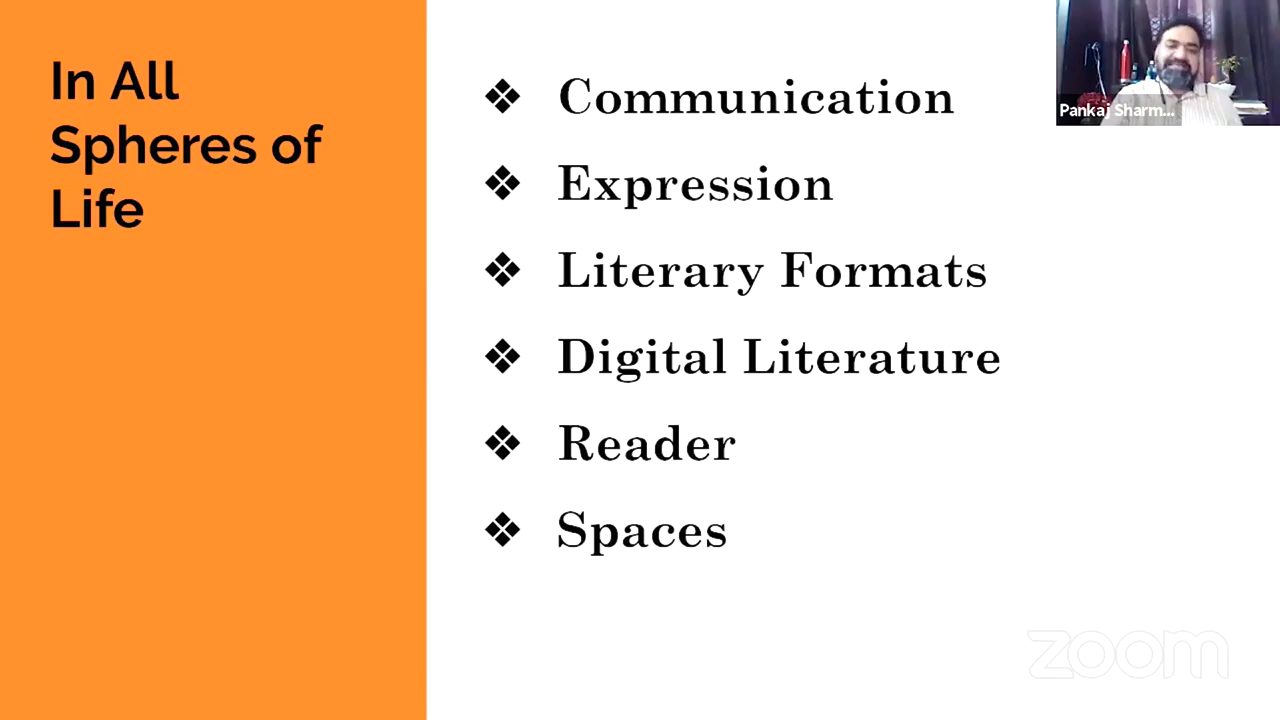 In All
Spheres of
Life
❖ Communication
❖ Expression
❖ Literary Formats
❖ Digital Literature
❖ Reader
❖ Spaces
Pankaj Sharm...
zoom